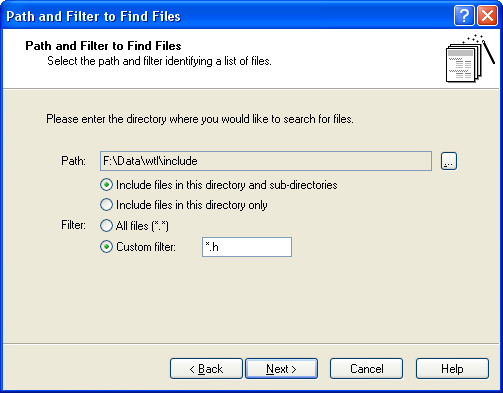 Path and Filter to Find Files
Path and Filter to Find Files
Select the path and filter identifying a list of files.
Please enter the directory where you would like to search for files.
Path: F:\Data\wtl\include ...
Include files in this directory and sub-directories
Include files in this directory only
Filter: All files (*.*)
Custom filter: *.h
< Back Next > Cancel Help